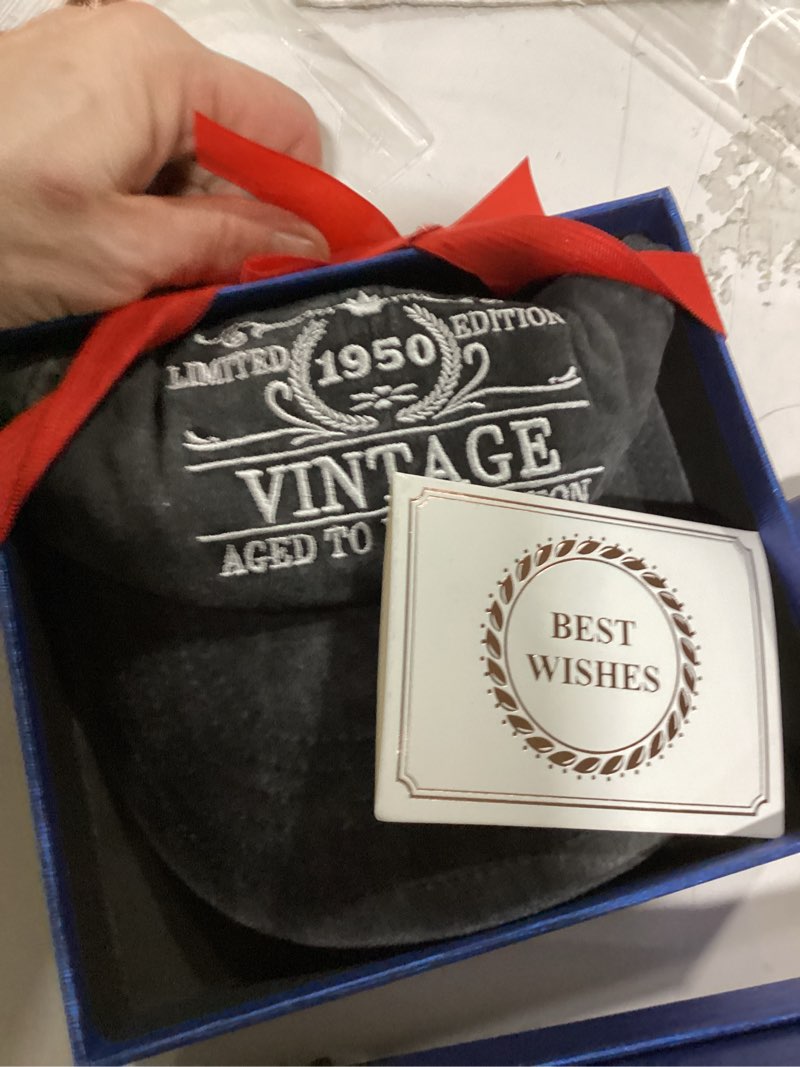 LIMITED 1950 EDITION
VINTAGE
AGED TO
BEST
WISHES